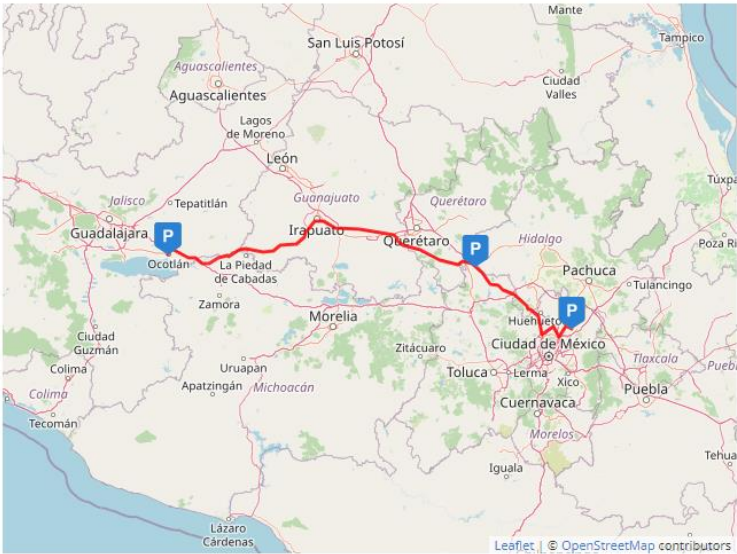 Mante
Tampico
San Luis Potosí
Aguascalientes
Ciudad
Valles
Aguascalientes
Lagos
de Moreno
León
Jalisco
Tepatitlán
Guanajuato
Querétaro
Guadalajara
P
Irapuato
Querétaro
P
Hidalgo
Poza Ri
Ocotlán
La Piedad
de Cabadas
Pachuca
Tulancingo
Zamora
Morelia
Huehueto
P
Ciudad
Guzmán
Zitácuaro
Ciudad de México
Tlaxcala
Colima
Uruapan
Toluca
Lerma
Xico
Puebla
Apatzingán
Michoacán
Colima
Cuernavaca
Tecomán
Morelos
Tehua
Iguala
Lázaro
Cárdenas
Leaflet | © OpenStreetMap contributors